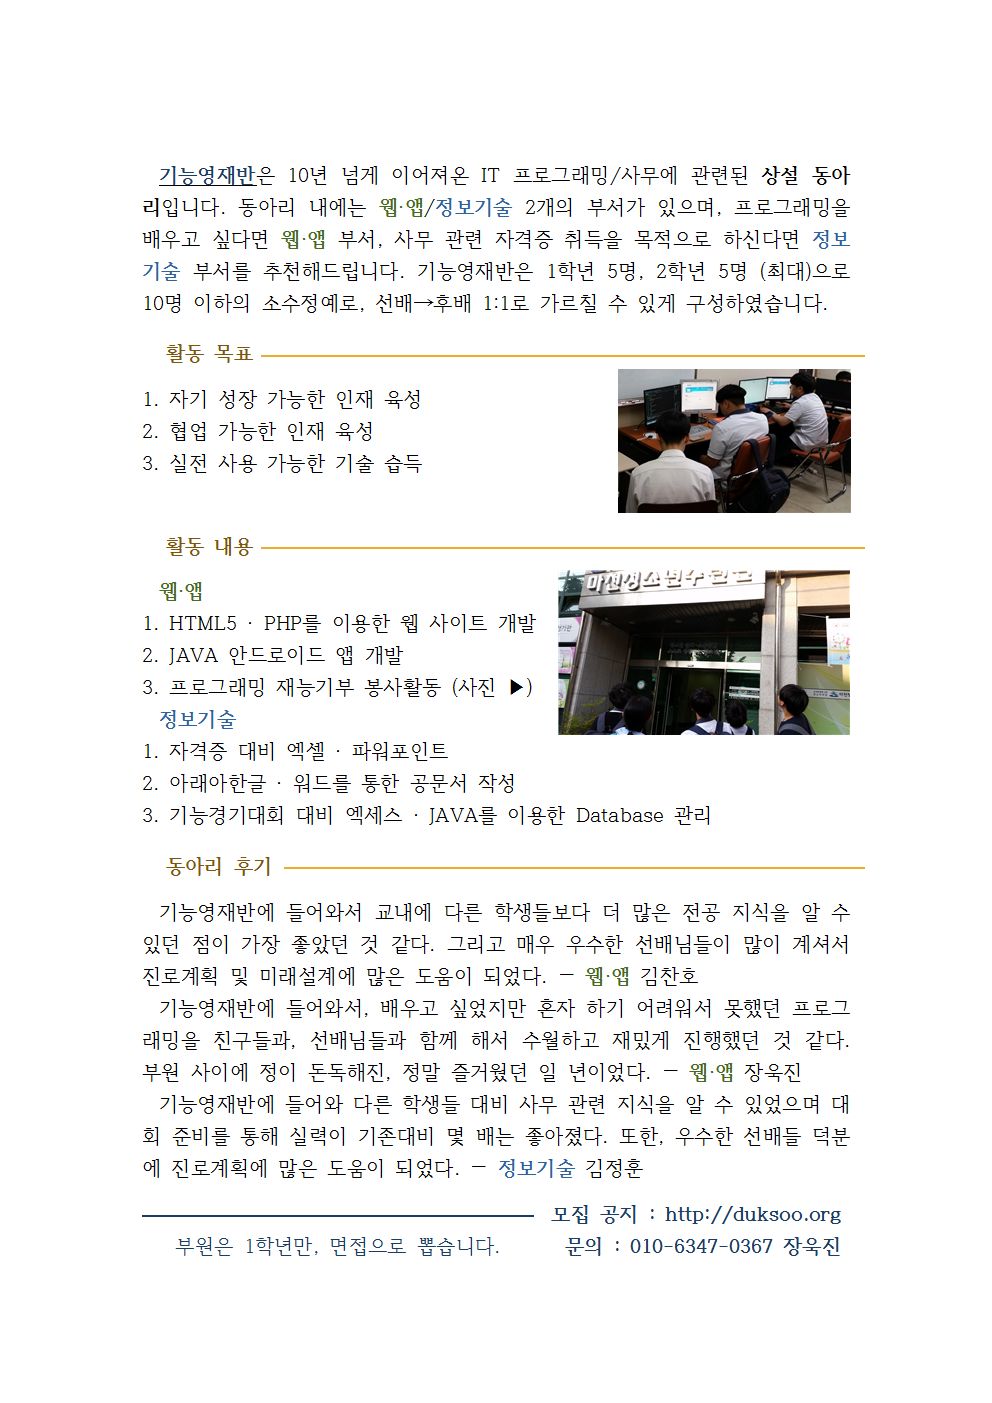 기능영재반은 10년 넘게 이어져온 IT 프로그래밍/사무에 관련된 상설 동아
리입니다. 동아리 내에는 웹·앱/정보기술 2개의 부서가 있으며, 프로그래밍을
배우고 싶다면 웹·앱 부서, 사무 관련 자격증 취득을 목적으로 하신다면 정보
기술 부서를 추천해드립니다. 기능영재반은 1학년 5명, 2학년 5명 (최대)으로
10명 이하의 소수정예로, 선배→후배 1:1로 가르칠 수 있게 구성하였습니다.
활동 목표
1. 자기 성장 가능한 인재 육성
2. 협업 가능한 인재 육성
3. 실전 사용 가능한 기술 습득
활동 내용
웹·앱
마천청소년수련관
1. HTML5 · PHP를 이용한 웹 사이트 개발
2. JAVA 안드로이드 앱 개발
3. 프로그래밍 재능기부 봉사활동 (사진 ▶)
정보기술
1. 자격증 대비 엑셀 · 파워포인트
2. 아래아한글 · 워드를 통한 공문서 작성
3. 기능경기대회 대비 엑세스 · JAVA를 이용한 Database 관리
동아리 후기
기능영재반에 들어와서 교내에 다른 학생들보다 더 많은 전공 지식을 알 수
있던 점이 가장 좋았던 것 같다. 그리고 매우 우수한 선배님들이 많이 계셔서
진로계획 및 미래설계에 많은 도움이 되었다. － 웹·앱 김찬호
기능영재반에 들어와서, 배우고 싶었지만 혼자 하기 어려워서 못했던 프로그
래밍을 친구들과, 선배님들과 함께 해서 수월하고 재밌게 진행했던 것 같다.
부원 사이에 정이 돈독해진, 정말 즐거웠던 일 년이었다. － 웹·앱 장욱진
기능영재반에 들어와 다른 학생들 대비 사무 관련 지식을 알 수 있었으며 대
회 준비를 통해 실력이 기존대비 몇 배는 좋아졌다. 또한, 우수한 선배들 덕분
에 진로계획에 많은 도움이 되었다. － 정보기술 김정훈
모집 공지 : http://duksoo.org
부원은 1학년만, 면접으로 뽑습니다.
문의 : 010-6347-0367 장욱진